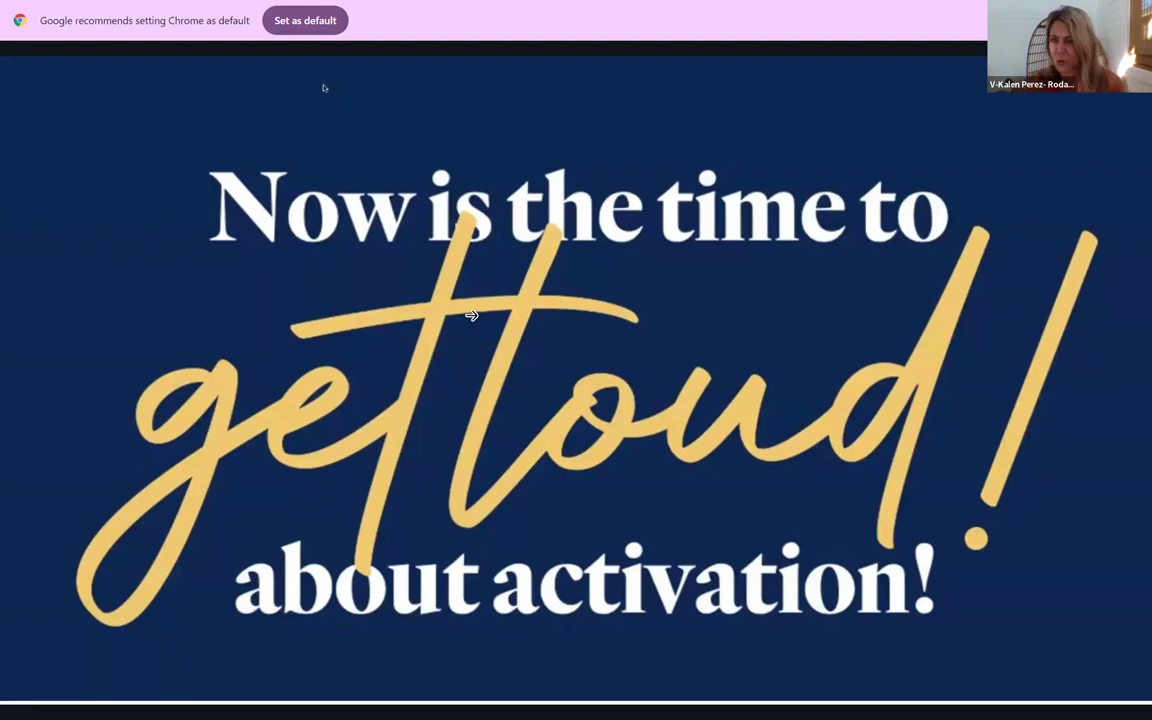 Google recommends setting Chrome as default
Set as default
V-Kalen Perez- Roda...
Now is the time to
get loud!
about activation!